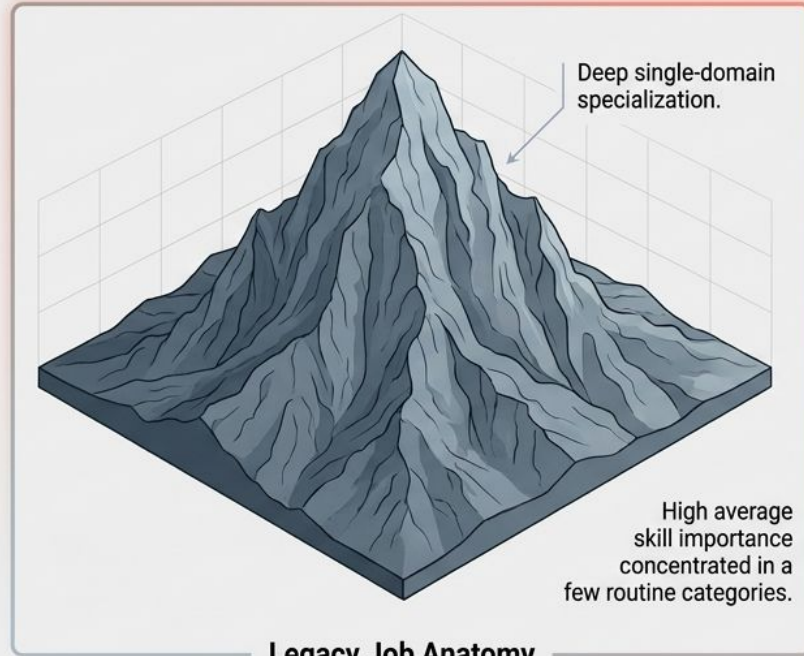 Deep single-domain
specialization.
High average
skill importance
concentrated in a
few routine categories.
Legacy Job Anatomy